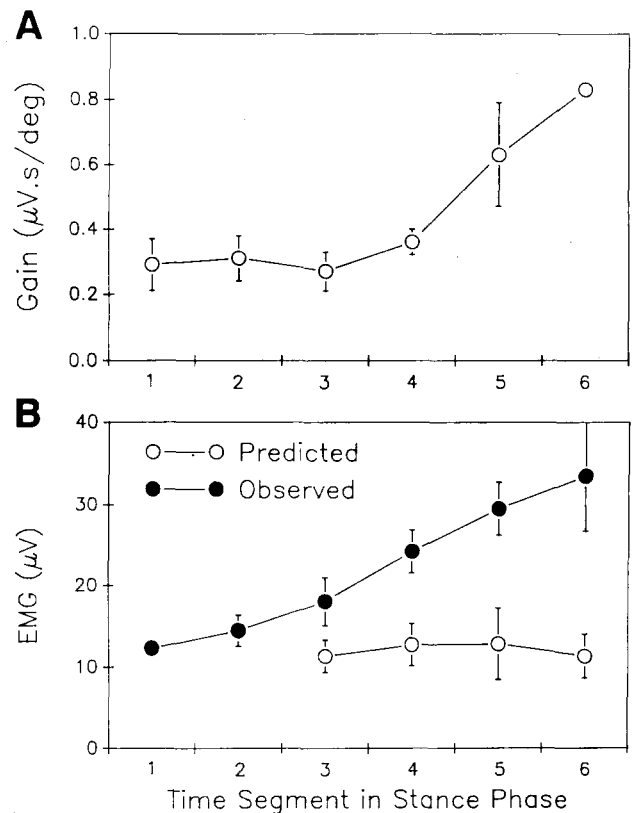 A
Gain (μV.s/deg)
1.0
0.8
0.6
0.4
0.2
0.0
1 2 3 4 5 6
B
EMG (μV)
40
30
20
10
0
Predicted
Observed
1 2 3 4 5 6
Time Segment in Stance Phase